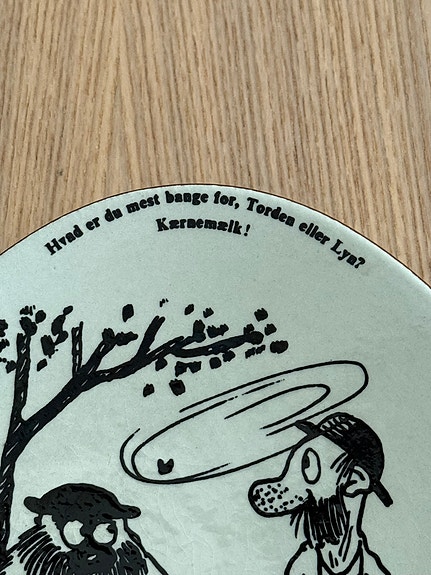 Hvad er du mest bange for, Torden eller Lyn?
Kærnemælk!